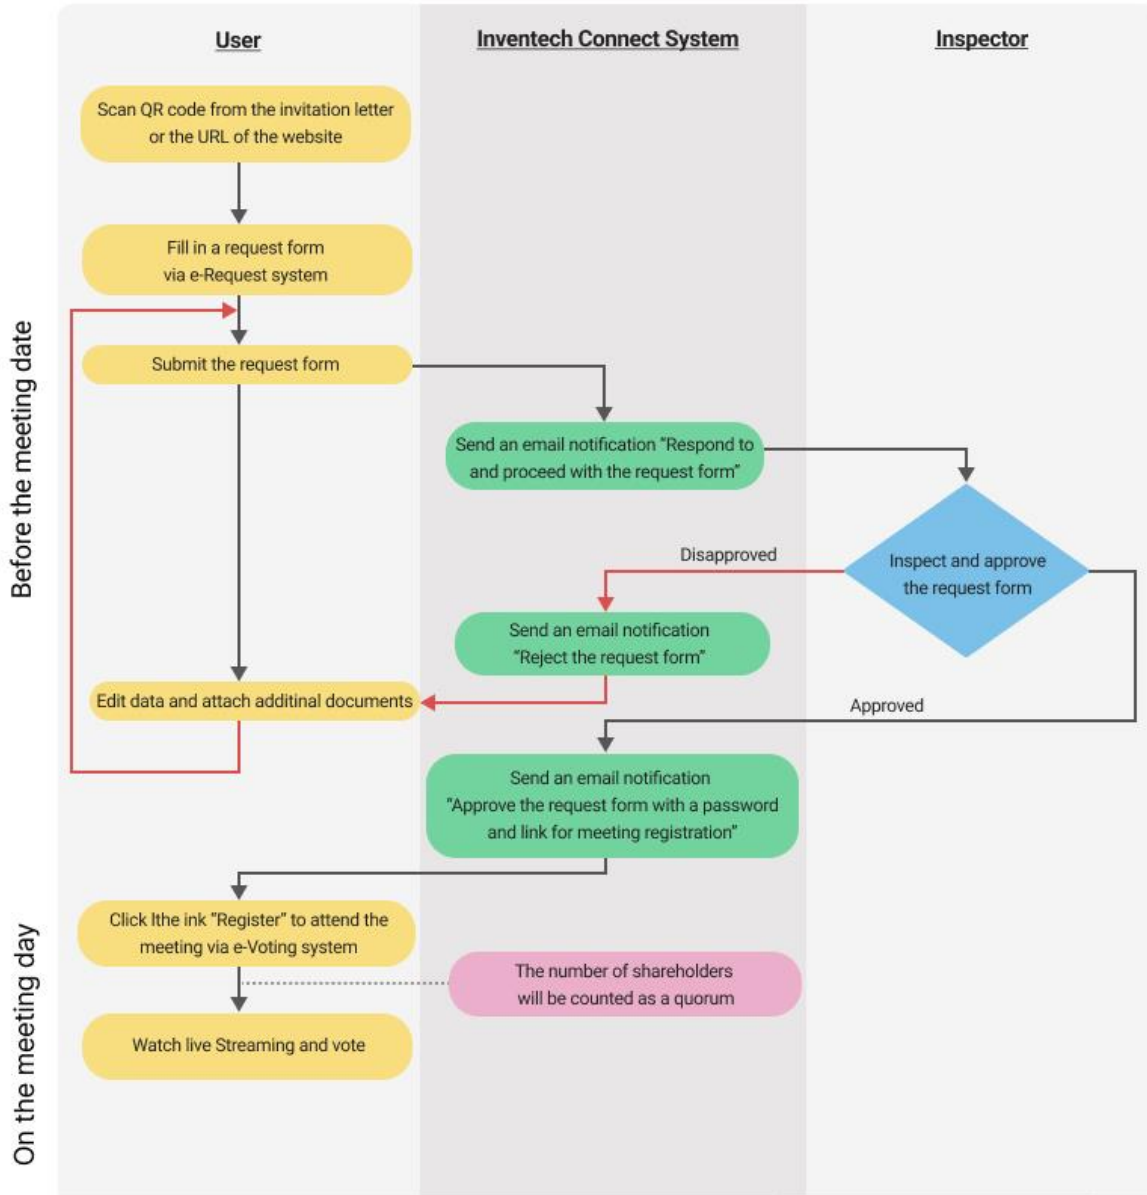 User
Inventech Connect System
Inspector
Scan QR code from the invitation letter
or the URL of the website
Fill in a request form
via e-Request system
Submit the request form
Send an email notification “Respond to
and proceed with the request form”
Inspect and approve
the request form
Disapproved
Send an email notification
“Reject the request form”
Edit data and attach additinal documents
Approved
Send an email notification
“Approve the request form with a password
and link for meeting registration”
Click lthe ink “Register” to attend the
meeting via e-Voting system
The number of shareholders
will be counted as a quorum
Watch live Streaming and vote
Before the meeting date
On the meeting day